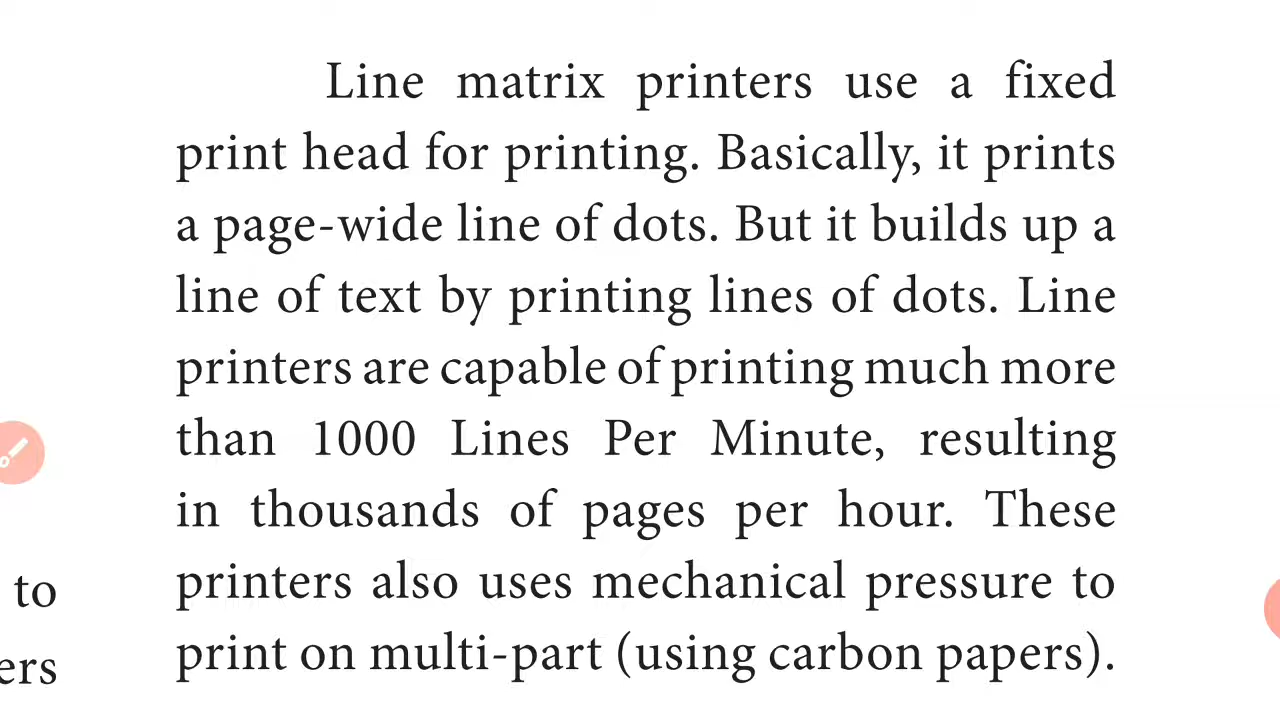 Line matrix printers use a fixed
print head for printing. Basically, it prints
a page-wide line of dots. But it builds up a
line of text by printing lines of dots. Line
printers are capable of printing much more
than 1000 Lines Per Minute, resulting
in thousands of pages per hour. These
printers also uses mechanical pressure to
print on multi-part (using carbon papers).
to
ers